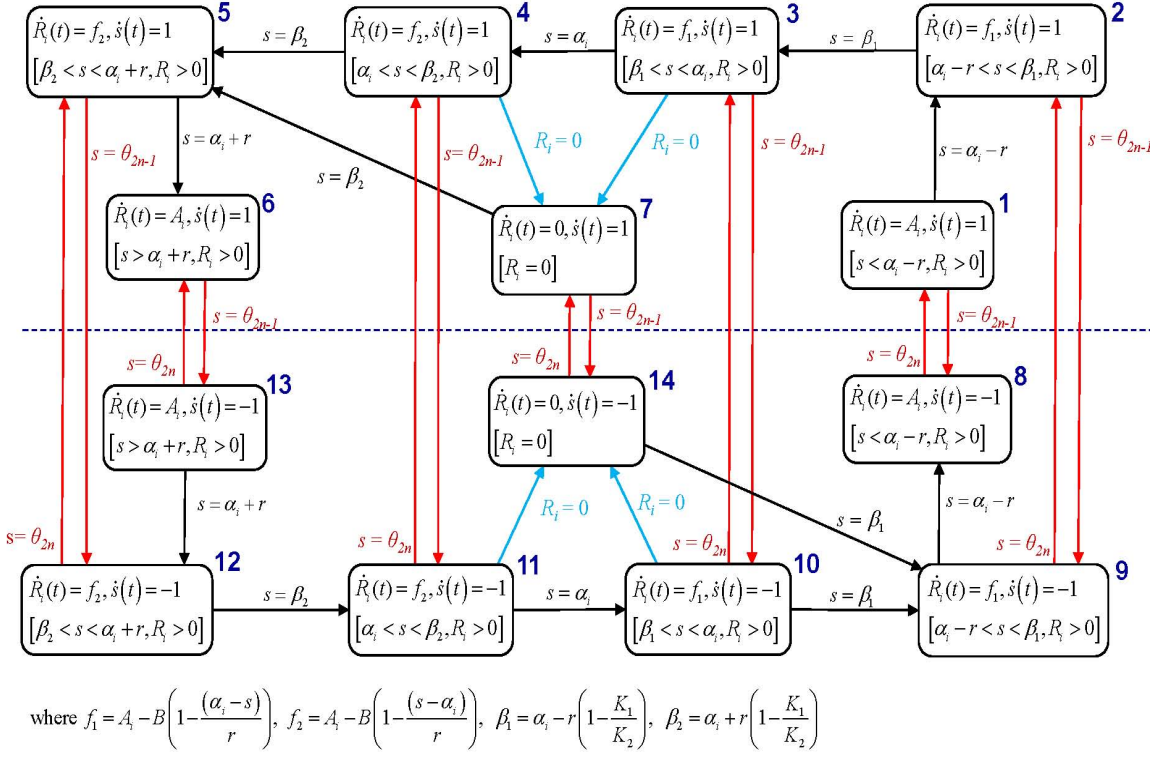 5 4 3 2
Ṙᵢ(t) = f₂, ṡ(t) = 1
[β₂ < s < αᵢ + r, Rᵢ > 0]
s = β₂
Ṙᵢ(t) = f₂, ṡ(t) = 1
[αᵢ < s < β₂, Rᵢ > 0]
s = αᵢ
Ṙᵢ(t) = f₁, ṡ(t) = 1
[β₁ < s < αᵢ, Rᵢ > 0]
s = β₁
Ṙᵢ(t) = f₁, ṡ(t) = 1
[αᵢ − r < s < β₁, Rᵢ > 0]
s = θ₂ₙ₋₁
s = αᵢ + r
s = β₂
s = θ₂ₙ₋₁
Rᵢ = 0
Rᵢ = 0
s = θ₂ₙ₋₁
s = αᵢ − r
s = θ₂ₙ₋₁
6
Ṙᵢ(t) = Aᵢ, ṡ(t) = 1
[s > αᵢ + r, Rᵢ > 0]
7
Ṙᵢ(t) = 0, ṡ(t) = 1
[Rᵢ = 0]
1
Ṙᵢ(t) = Aᵢ, ṡ(t) = 1
[s < αᵢ − r, Rᵢ > 0]
s = θ₂ₙ₋₁
s = θ₂ₙ₋₁
s = θ₂ₙ₋₁
s = θ₂ₙ
s = θ₂ₙ
s = θ₂ₙ
13
Ṙᵢ(t) = Aᵢ, ṡ(t) = −1
[s > αᵢ + r, Rᵢ > 0]
14
Ṙᵢ(t) = 0, ṡ(t) = −1
[Rᵢ = 0]
8
Ṙᵢ(t) = Aᵢ, ṡ(t) = −1
[s < αᵢ − r, Rᵢ > 0]
s = θ₂ₙ
s = αᵢ + r
s = θ₂ₙ
Rᵢ = 0
Rᵢ = 0
s = θ₂ₙ
s = β₁
s = αᵢ − r
s = θ₂ₙ
12 11 10 9
Ṙᵢ(t) = f₂, ṡ(t) = −1
[β₂ < s < αᵢ + r, Rᵢ > 0]
s = β₂
Ṙᵢ(t) = f₂, ṡ(t) = −1
[αᵢ < s < β₂, Rᵢ > 0]
s = αᵢ
Ṙᵢ(t) = f₁, ṡ(t) = −1
[β₁ < s < αᵢ, Rᵢ > 0]
s = β₁
Ṙᵢ(t) = f₁, ṡ(t) = −1
[αᵢ − r < s < β₁, Rᵢ > 0]
where f₁ = Aᵢ − B(1 − (αᵢ − s)/r), f₂ = Aᵢ − B(1 − (s − αᵢ)/r), β₁ = αᵢ − r(1 − K₁/K₂), β₂ = αᵢ + r(1 − K₁/K₂)